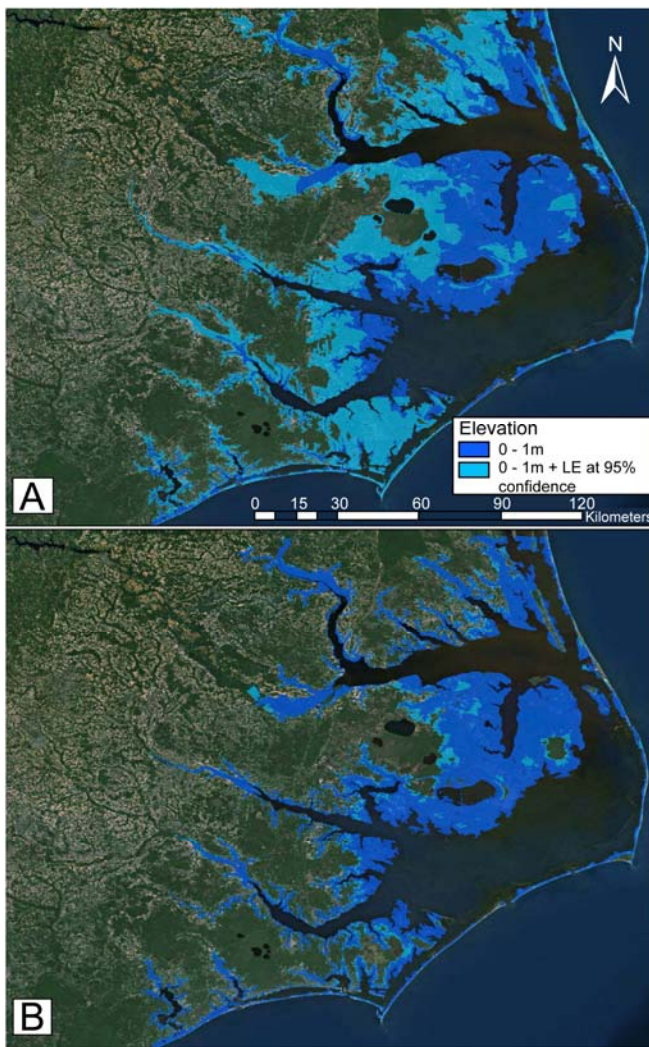 N
Elevation
0 - 1m
0 - 1m + LE at 95%
confidence
A
0 15 30 60 90 120
Kilometers
B